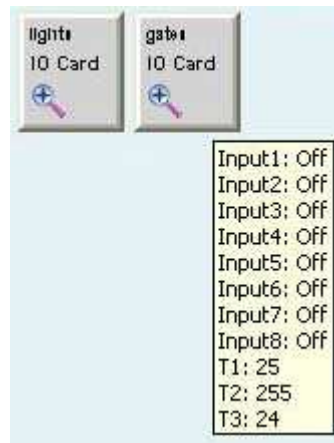 lights
IO Card
gates
IO Card
Input1: Off
Input2: Off
Input3: Off
Input4: Off
Input5: Off
Input6: Off
Input7: Off
Input8: Off
T1: 25
T2: 255
T3: 24